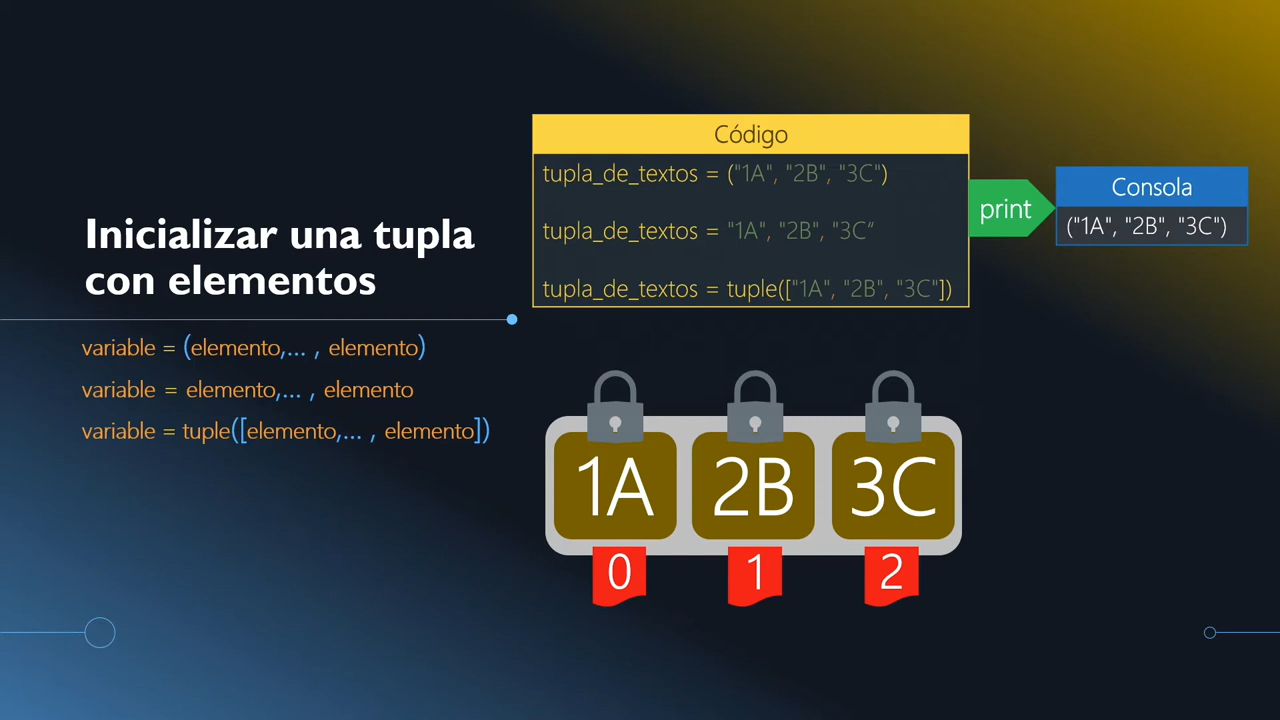 Inicializar una tupla
con elementos
variable = (elemento,... , elemento)
variable = elemento,... , elemento
variable = tuple([elemento,... , elemento])
Código
tupla_de_textos = ("1A", "2B", "3C")
tupla_de_textos = "1A", "2B", "3C”
tupla_de_textos = tuple(["1A", "2B", "3C"])
print
Consola
("1A", "2B", "3C")
1A 2B 3C
0 1 2